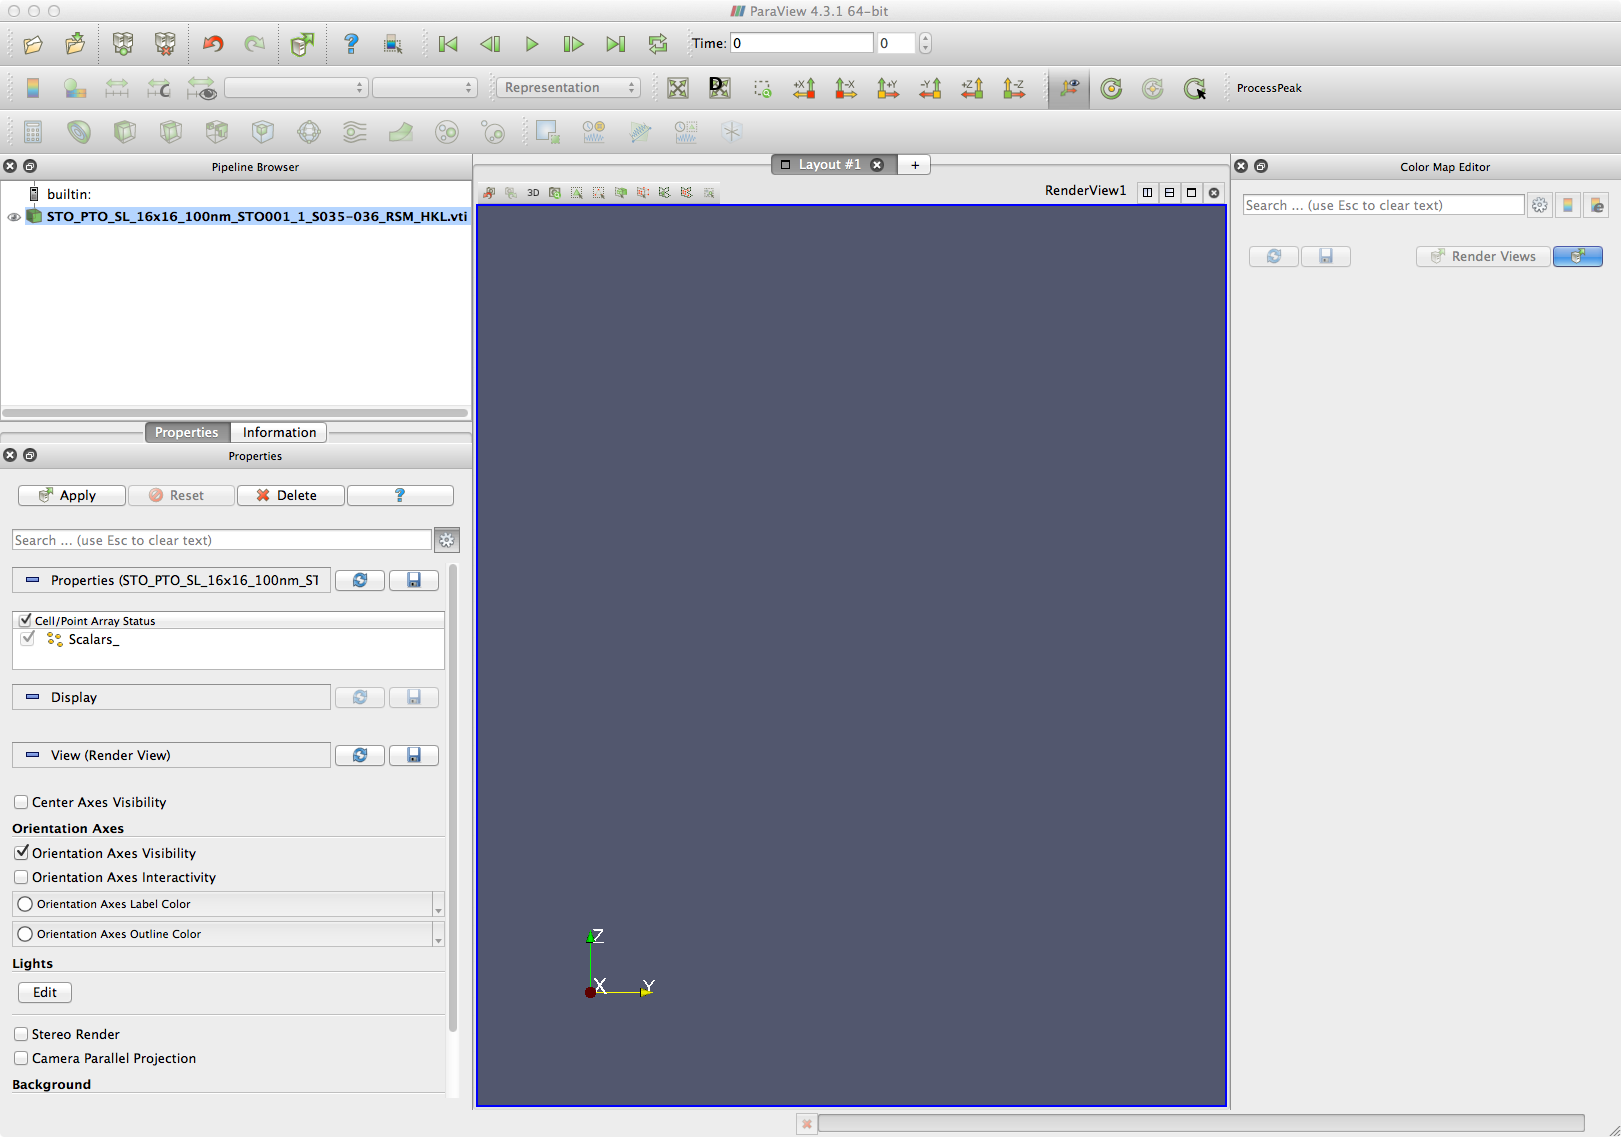 ParaView 4.3.1 64-bit
Time: 0 0
Representation
D +X -X +Y -Y +Z -Z
ProcessPeak
Pipeline Browser
builtin:
STO_PTO_SL_16x16_100nm_STO001_1_S035-036_RSM_HKL.vti
Properties Information
Properties
Apply Reset Delete ?
Search ... (use Esc to clear text)
Properties (STO_PTO_SL_16x16_100nm_ST
Cell/Point Array Status
Scalars_
Display
View (Render View)
Center Axes Visibility
Orientation Axes
Orientation Axes Visibility
Orientation Axes Interactivity
Orientation Axes Label Color
Orientation Axes Outline Color
Lights
Edit
Stereo Render
Camera Parallel Projection
Background
Layout #1 +
3D
RenderView1
Z
X Y
Color Map Editor
Search ... (use Esc to clear text)
Render Views